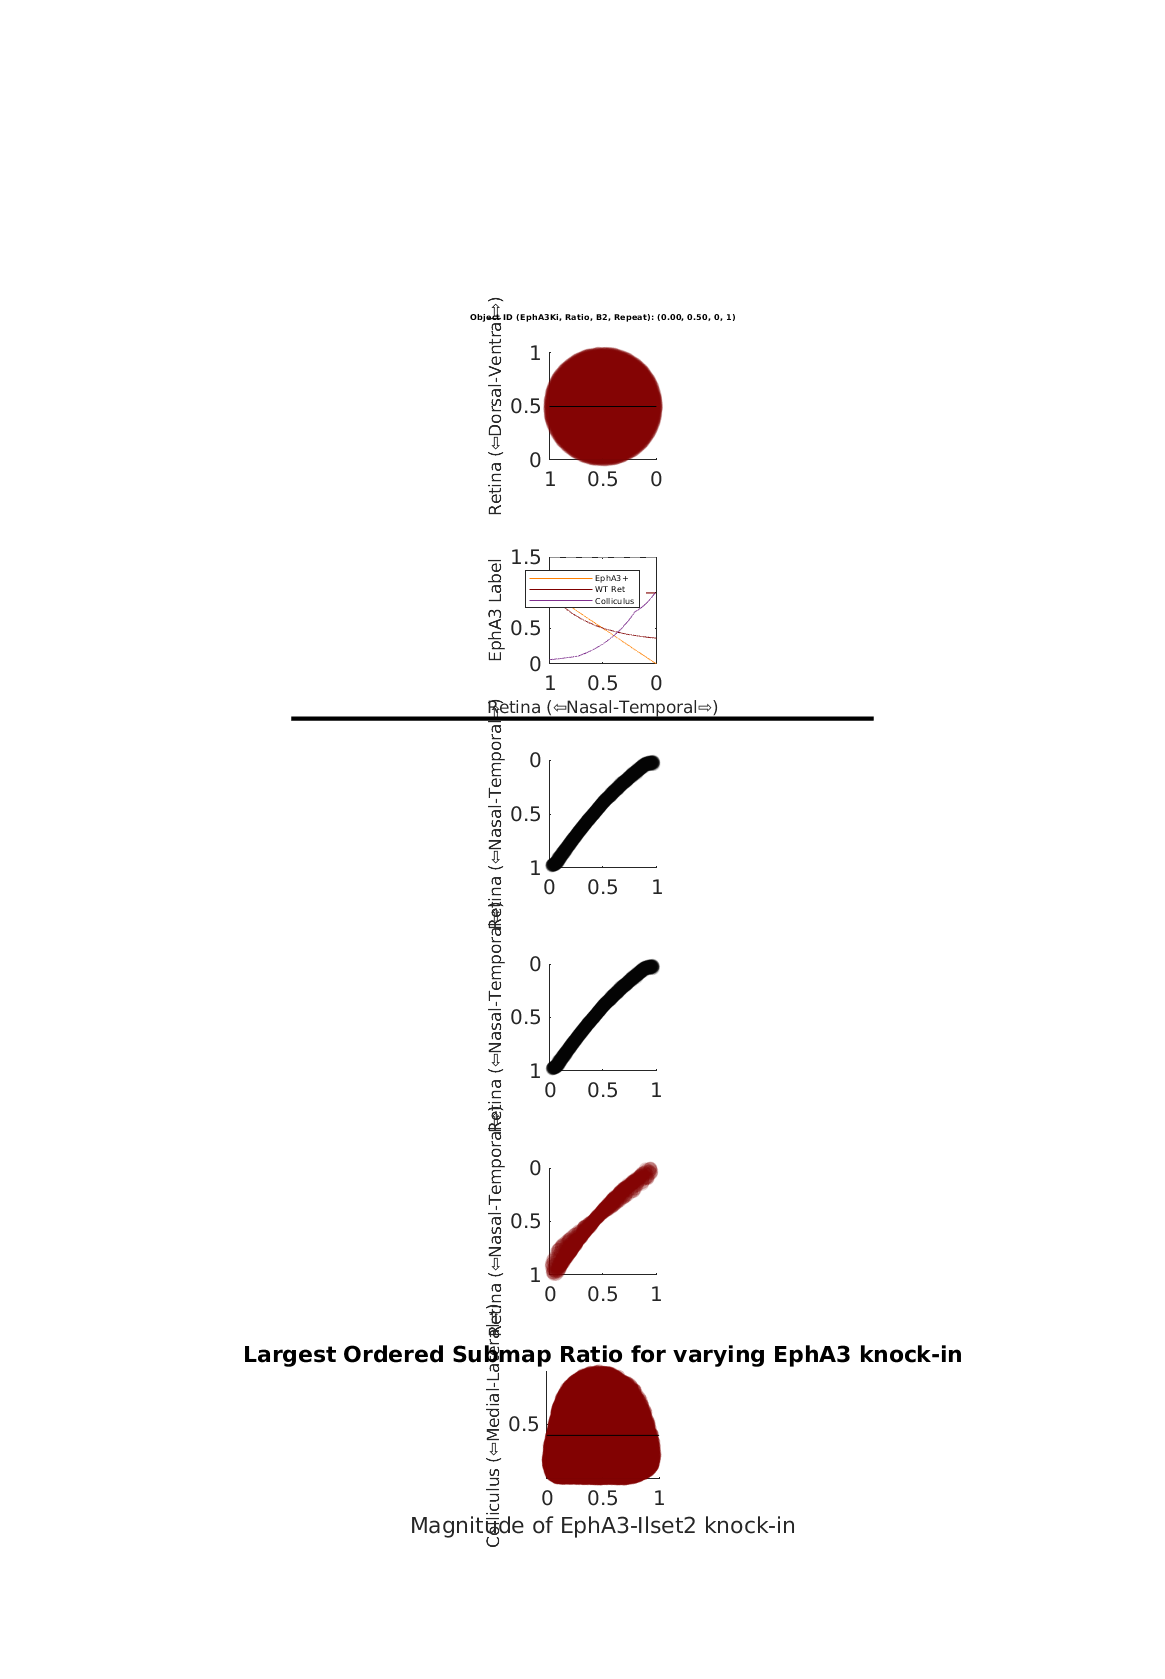 Object ID (EphA3Ki, Ratio, B2, Repeat): (0.00, 0.50, 0, 1)
Retina (⇦Dorsal-Ventral⇨)
1
0.5
0
1 0.5 0
EphA3 Label
1.5
0.5
0
EphA3+
WT Ret
Colliculus
1 0.5 0
Retina (⇦Nasal-Temporal⇨)
Retina (⇦Nasal-Temporal⇨)
0
0.5
1
0 0.5 1
Retina (⇦Nasal-Temporal⇨)
0
0.5
1
0 0.5 1
Retina (⇦Nasal-Temporal⇨)
0
0.5
1
0 0.5 1
Largest Ordered Submap Ratio for varying EphA3 knock-in
Colliculus (⇦Medial-Lateral⇨)
0.5
0 0.5 1
Magnitude of EphA3-Ilset2 knock-in